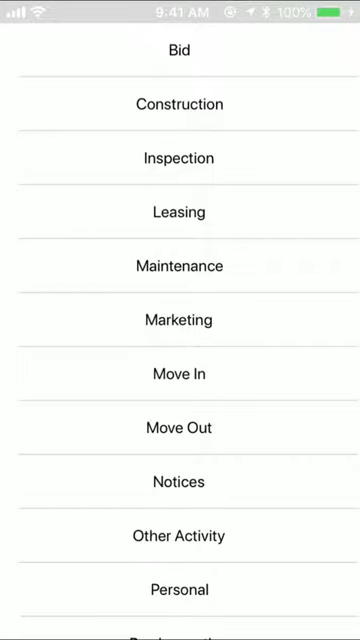 9:41 AM 100%
Bid
Construction
Inspection
Leasing
Maintenance
Marketing
Move In
Move Out
Notices
Other Activity
Personal